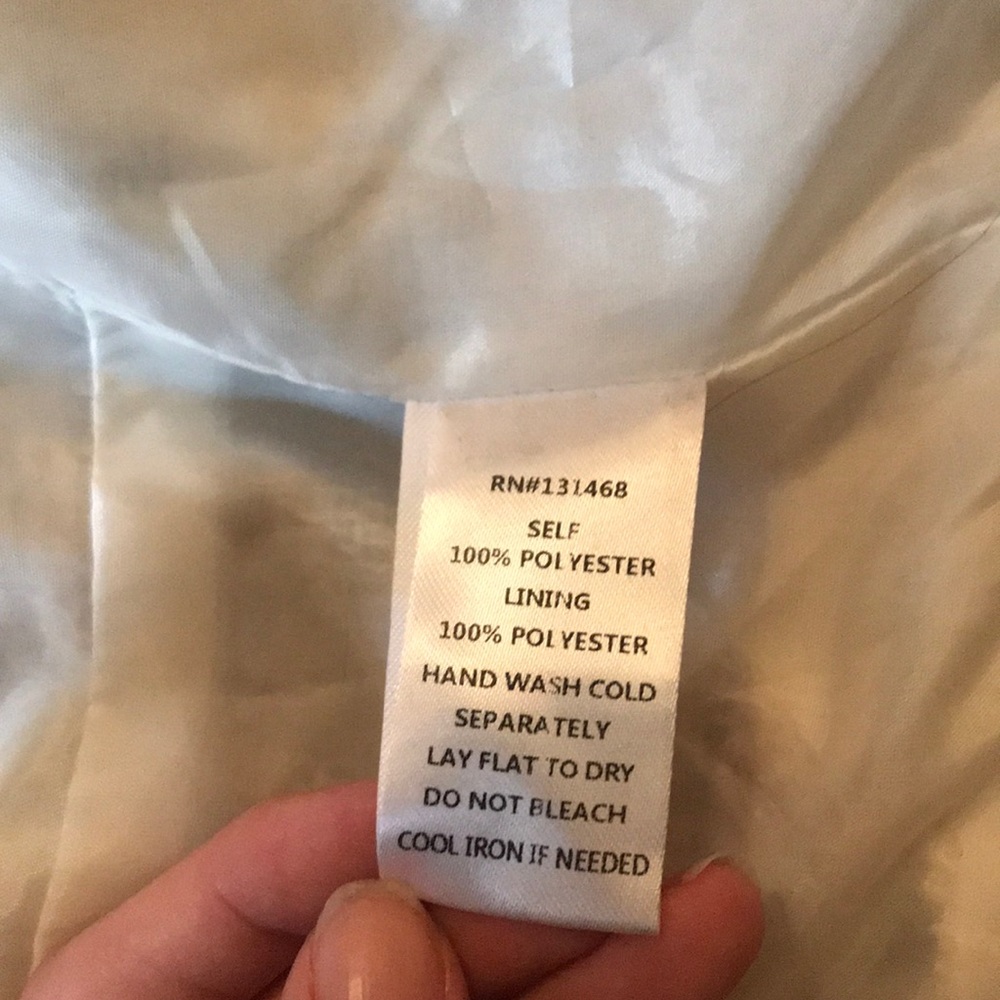 RN#131468
SELF
100% POLYESTER
LINING
100% POLYESTER
HAND WASH COLD
SEPARATELY
LAY FLAT TO DRY
DO NOT BLEACH
COOL IRON IF NEEDED